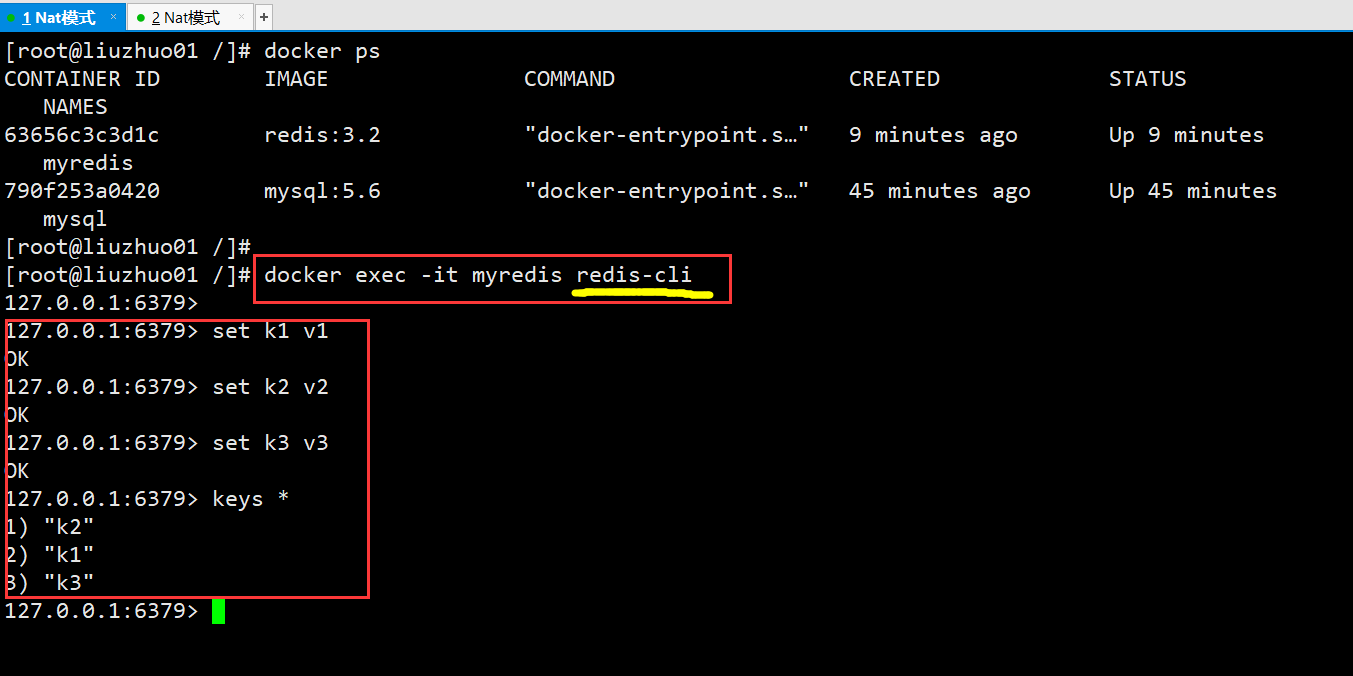 1 Nat模式 × 2 Nat模式 × +
[root@liuzhuo01 /]# docker ps
CONTAINER ID        IMAGE               COMMAND                  CREATED             STATUS
   NAMES
63656c3c3d1c        redis:3.2           "docker-entrypoint.s…"   9 minutes ago       Up 9 minutes
   myredis
790f253a0420        mysql:5.6           "docker-entrypoint.s…"   45 minutes ago      Up 45 minutes
   mysql
[root@liuzhuo01 /]#
[root@liuzhuo01 /]# docker exec -it myredis redis-cli
127.0.0.1:6379>
127.0.0.1:6379> set k1 v1
OK
127.0.0.1:6379> set k2 v2
OK
127.0.0.1:6379> set k3 v3
OK
127.0.0.1:6379> keys *
1) "k2"
2) "k1"
3) "k3"
127.0.0.1:6379>